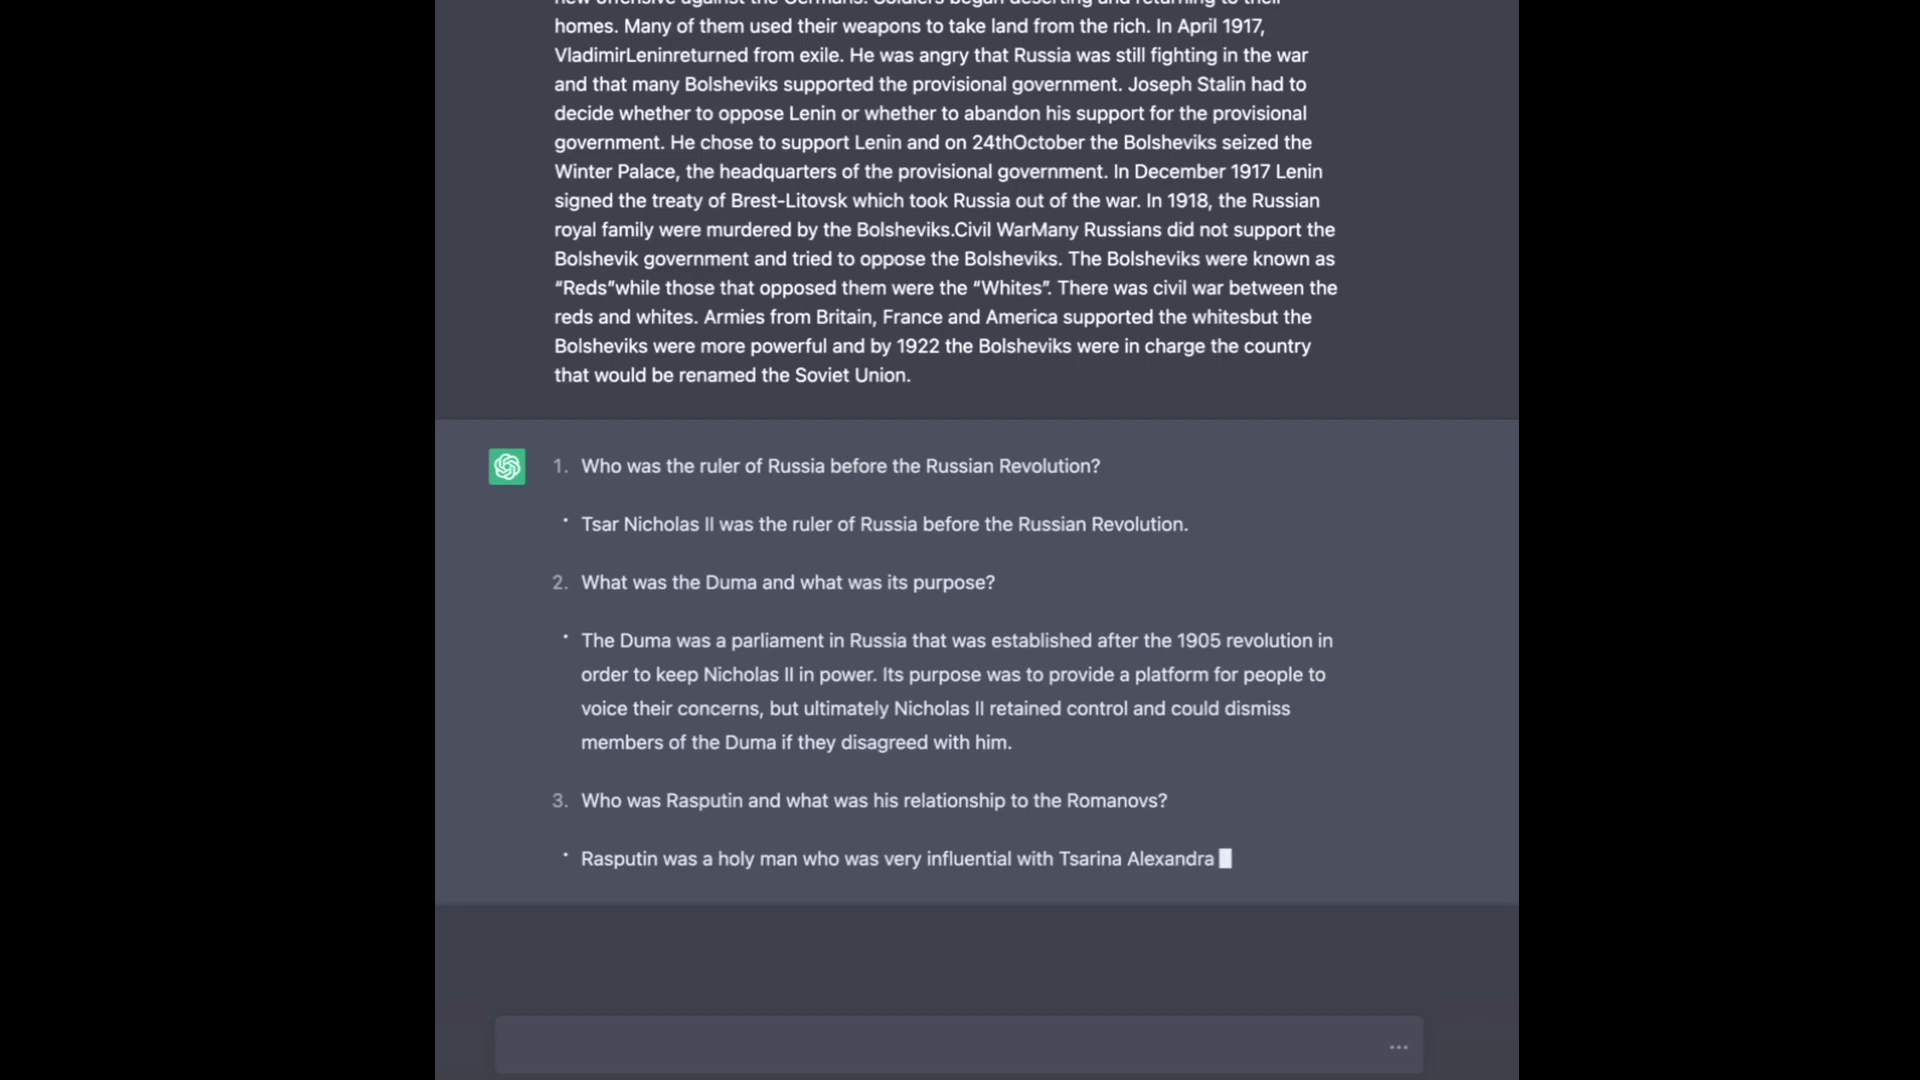 new offensive against the Germans. Soldiers began deserting and returning to their
homes. Many of them used their weapons to take land from the rich. In April 1917,
VladimirLeninreturned from exile. He was angry that Russia was still fighting in the war
and that many Bolsheviks supported the provisional government. Joseph Stalin had to
decide whether to oppose Lenin or whether to abandon his support for the provisional
government. He chose to support Lenin and on 24thOctober the Bolsheviks seized the
Winter Palace, the headquarters of the provisional government. In December 1917 Lenin
signed the treaty of Brest-Litovsk which took Russia out of the war. In 1918, the Russian
royal family were murdered by the Bolsheviks.Civil WarMany Russians did not support the
Bolshevik government and tried to oppose the Bolsheviks. The Bolsheviks were known as
“Reds”while those that opposed them were the “Whites”. There was civil war between the
reds and whites. Armies from Britain, France and America supported the whitesbut the
Bolsheviks were more powerful and by 1922 the Bolsheviks were in charge the country
that would be renamed the Soviet Union.
1. Who was the ruler of Russia before the Russian Revolution?
· Tsar Nicholas II was the ruler of Russia before the Russian Revolution.
2. What was the Duma and what was its purpose?
· The Duma was a parliament in Russia that was established after the 1905 revolution in
order to keep Nicholas II in power. Its purpose was to provide a platform for people to
voice their concerns, but ultimately Nicholas II retained control and could dismiss
members of the Duma if they disagreed with him.
3. Who was Rasputin and what was his relationship to the Romanovs?
· Rasputin was a holy man who was very influential with Tsarina Alexandra